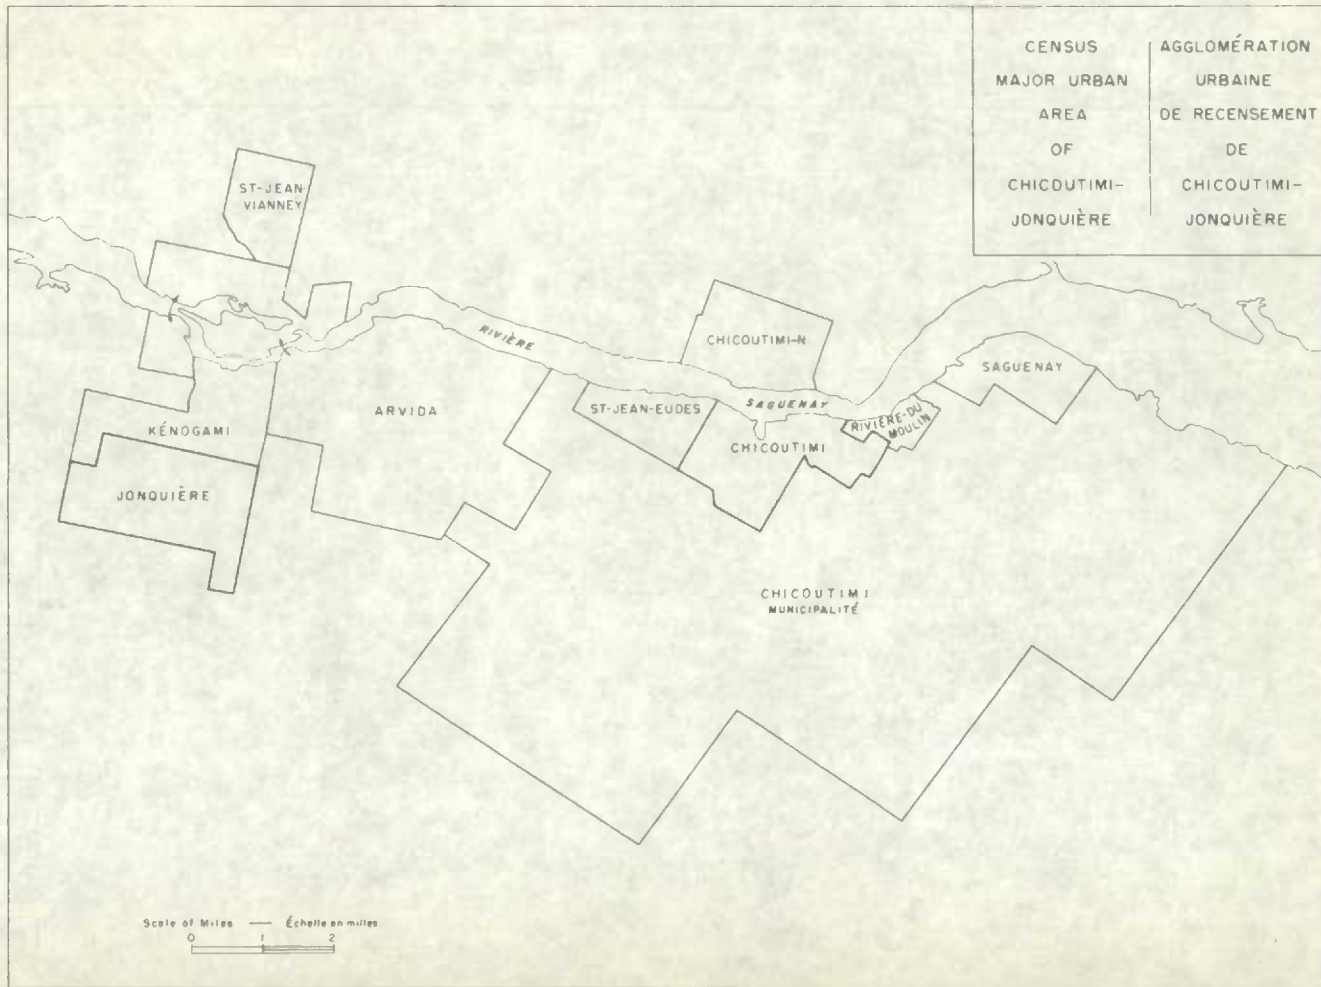 CENSUS
MAJOR URBAN
AREA
OF
CHICOUTIMI-
JONQUIÈRE
AGGLOMÉRATION
URBAINE
DE RECENSEMENT
DE
CHICOUTIMI-
JONQUIÈRE
ST-JEAN-
VIANNEY
RIVIÈRE
CHICOUTIMI-N.
SAGUENAY
SAGUENAY
ARVIDA
ST-JEAN-EUDES
RIVIÈRE-DU
MOULIN
KÉNOGAMI
CHICOUTIMI
JONQUIÈRE
CHICOUTIMI
MUNICIPALITÉ
Scale of Miles — Échelle en milles
0 1 2